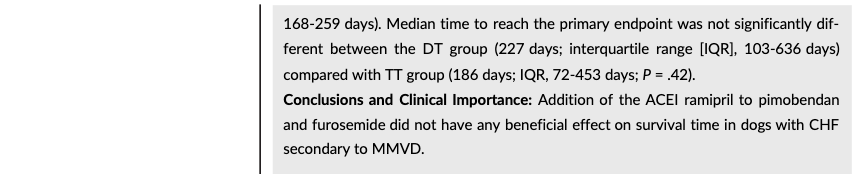 168-259 days). Median time to reach the primary endpoint was not significantly dif-
ferent between the DT group (227 days; interquartile range [IQR], 103-636 days)
compared with TT group (186 days; IQR, 72-453 days; P = .42).
Conclusions and Clinical Importance: Addition of the ACEI ramipril to pimobendan
and furosemide did not have any beneficial effect on survival time in dogs with CHF
secondary to MMVD.